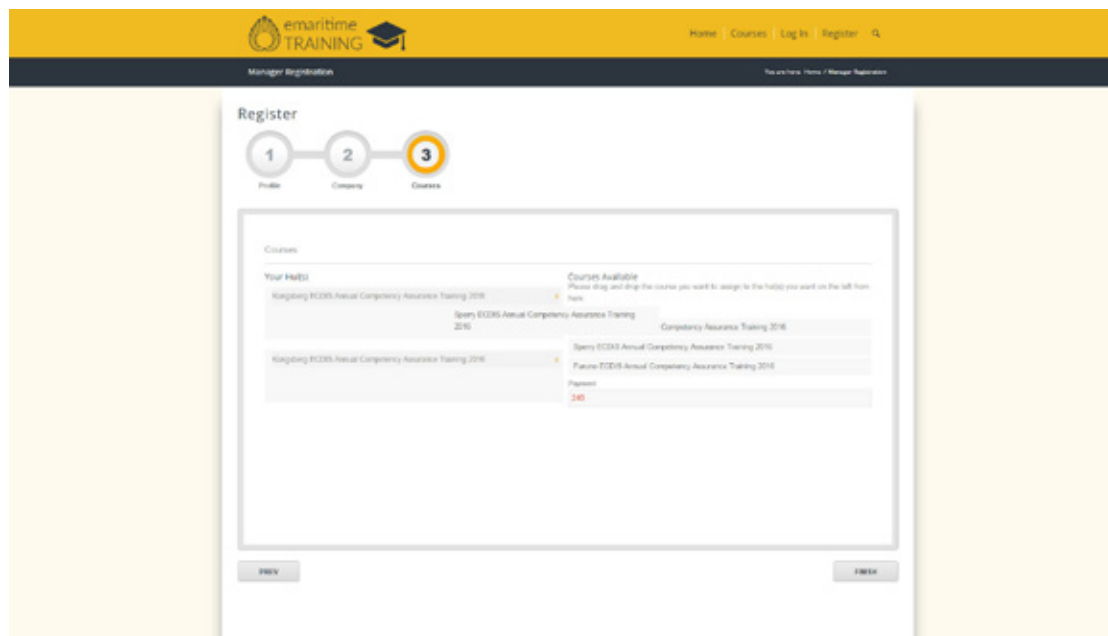 emaritime
TRAINING
Home Courses Log In Register
Manager Registration
You are here: Home / Manager Registration
Register
1 2 3
Profile Company Courses
Courses
Your Hull(s)
Kongsberg ECDIS Annual Competency Assurance Training 2016 x
Courses Available
Please drag and drop the course you want to assign to the hull(s) you want on the left from
here.
Sperry ECDIS Annual Competency Assurance Training
2016
Competency Assurance Training 2016
Sperry ECDIS Annual Competency Assurance Training 2016
Kongsberg ECDIS Annual Competency Assurance Training 2016 x
Furuno ECDIS Annual Competency Assurance Training 2016
Payment
PREV
FINISH